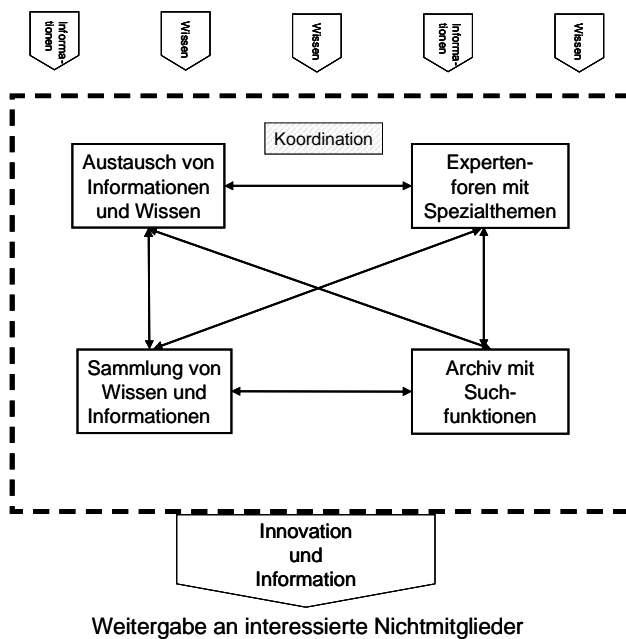 Informa-
tionen
Wissen
Wissen
Informa-
tionen
Wissen
Koordination
Austausch von
Informationen
und Wissen
Experten-
foren mit
Spezialthemen
Sammlung von
Wissen und
Informationen
Archiv mit
Such-
funktionen
Innovation
und
Information
Weitergabe an interessierte Nichtmitglieder